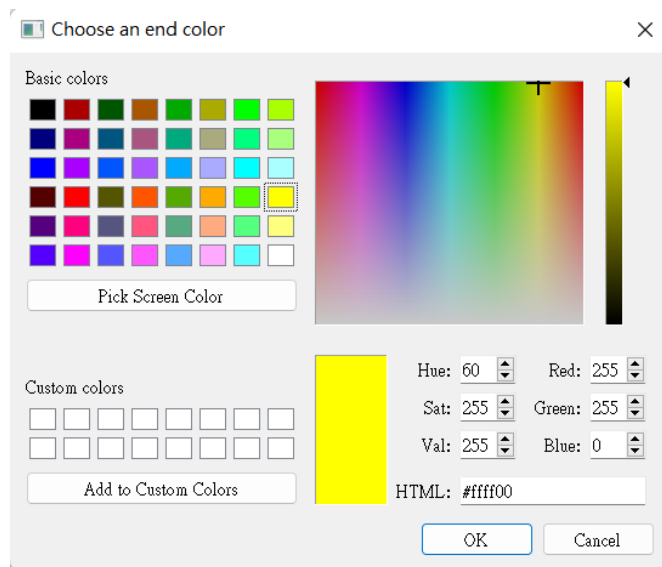 Choose an end color
Basic colors
Pick Screen Color
Custom colors
Add to Custom Colors
Hue: 60 Red: 255
Sat: 255 Green: 255
Val: 255 Blue: 0
HTML: #ffff00
OK Cancel